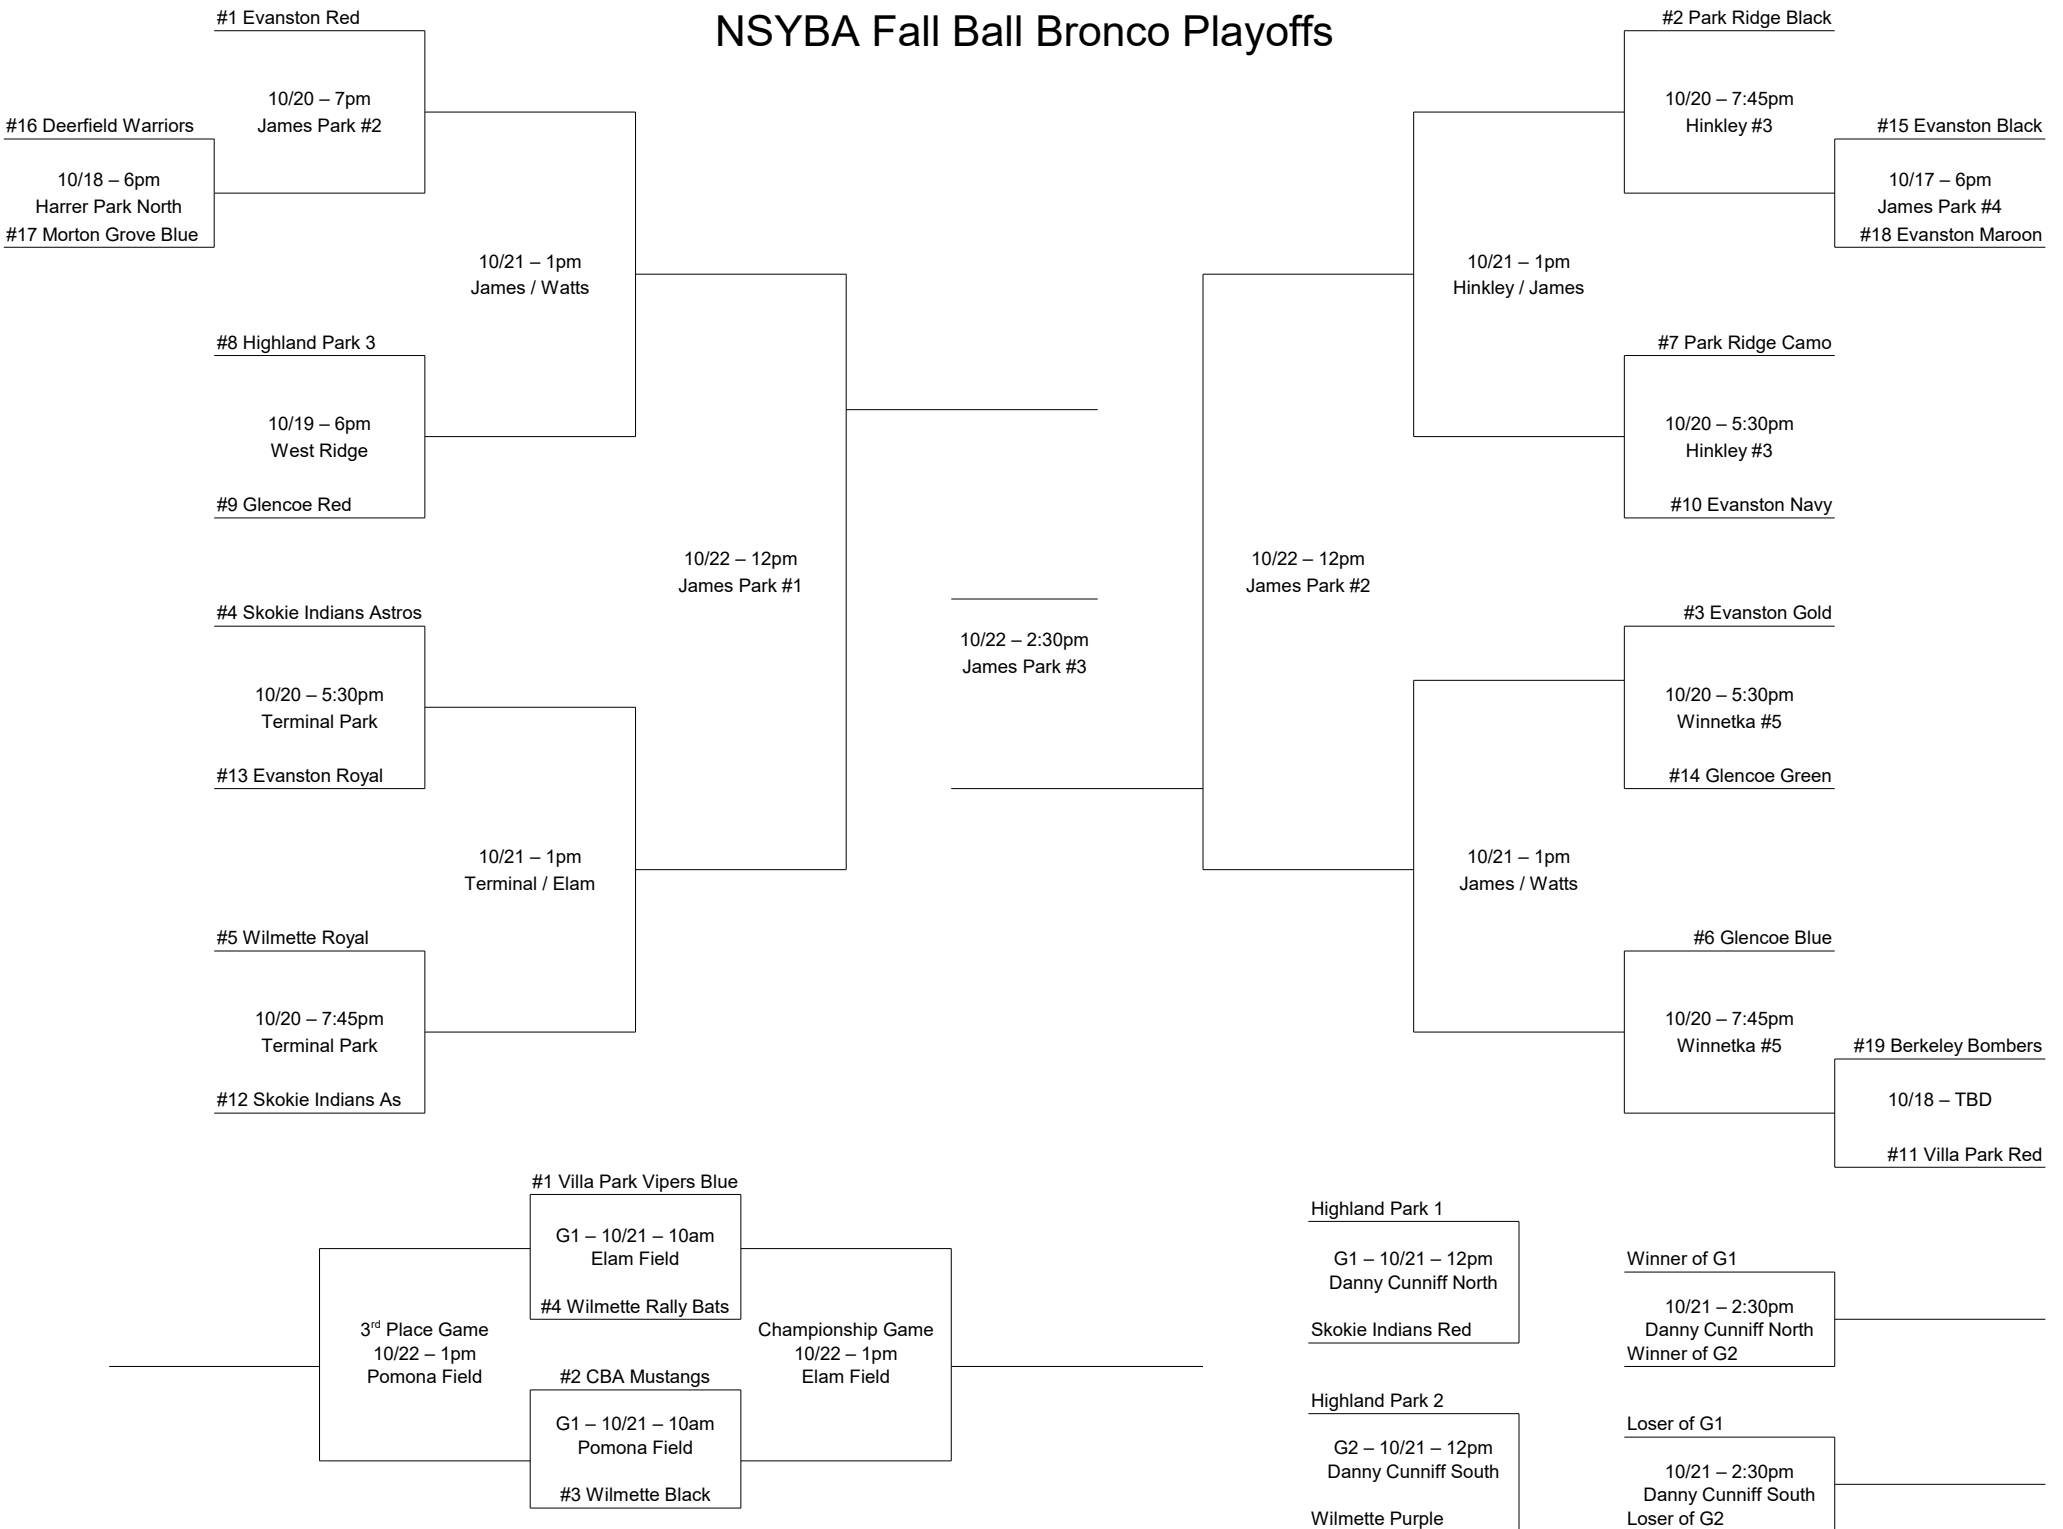 NSYBA Fall Ball Bronco Playoffs
#1 Evanston Red
10/20 – 7pm
James Park #2
#16 Deerfield Warriors
10/18 – 6pm
Harrer Park North
#17 Morton Grove Blue
10/21 – 1pm
James / Watts
#8 Highland Park 3
10/19 – 6pm
West Ridge
#9 Glencoe Red
10/22 – 12pm
James Park #1
#4 Skokie Indians Astros
10/20 – 5:30pm
Terminal Park
#13 Evanston Royal
10/21 – 1pm
Terminal / Elam
#5 Wilmette Royal
10/20 – 7:45pm
Terminal Park
#12 Skokie Indians As
10/22 – 2:30pm
James Park #3
#2 Park Ridge Black
10/20 – 7:45pm
Hinkley #3
#15 Evanston Black
10/17 – 6pm
James Park #4
#18 Evanston Maroon
10/21 – 1pm
Hinkley / James
#7 Park Ridge Camo
10/20 – 5:30pm
Hinkley #3
#10 Evanston Navy
10/22 – 12pm
James Park #2
#3 Evanston Gold
10/20 – 5:30pm
Winnetka #5
#14 Glencoe Green
10/21 – 1pm
James / Watts
#6 Glencoe Blue
10/20 – 7:45pm
Winnetka #5
#19 Berkeley Bombers
10/18 – TBD
#11 Villa Park Red
#1 Villa Park Vipers Blue
G1 – 10/21 – 10am
Elam Field
#4 Wilmette Rally Bats
3rd Place Game
10/22 – 1pm
Pomona Field
Championship Game
10/22 – 1pm
Elam Field
#2 CBA Mustangs
G1 – 10/21 – 10am
Pomona Field
#3 Wilmette Black
Highland Park 1
G1 – 10/21 – 12pm
Danny Cunniff North
Skokie Indians Red
Winner of G1
10/21 – 2:30pm
Danny Cunniff North
Winner of G2
Highland Park 2
G2 – 10/21 – 12pm
Danny Cunniff South
Wilmette Purple
Loser of G1
10/21 – 2:30pm
Danny Cunniff South
Loser of G2